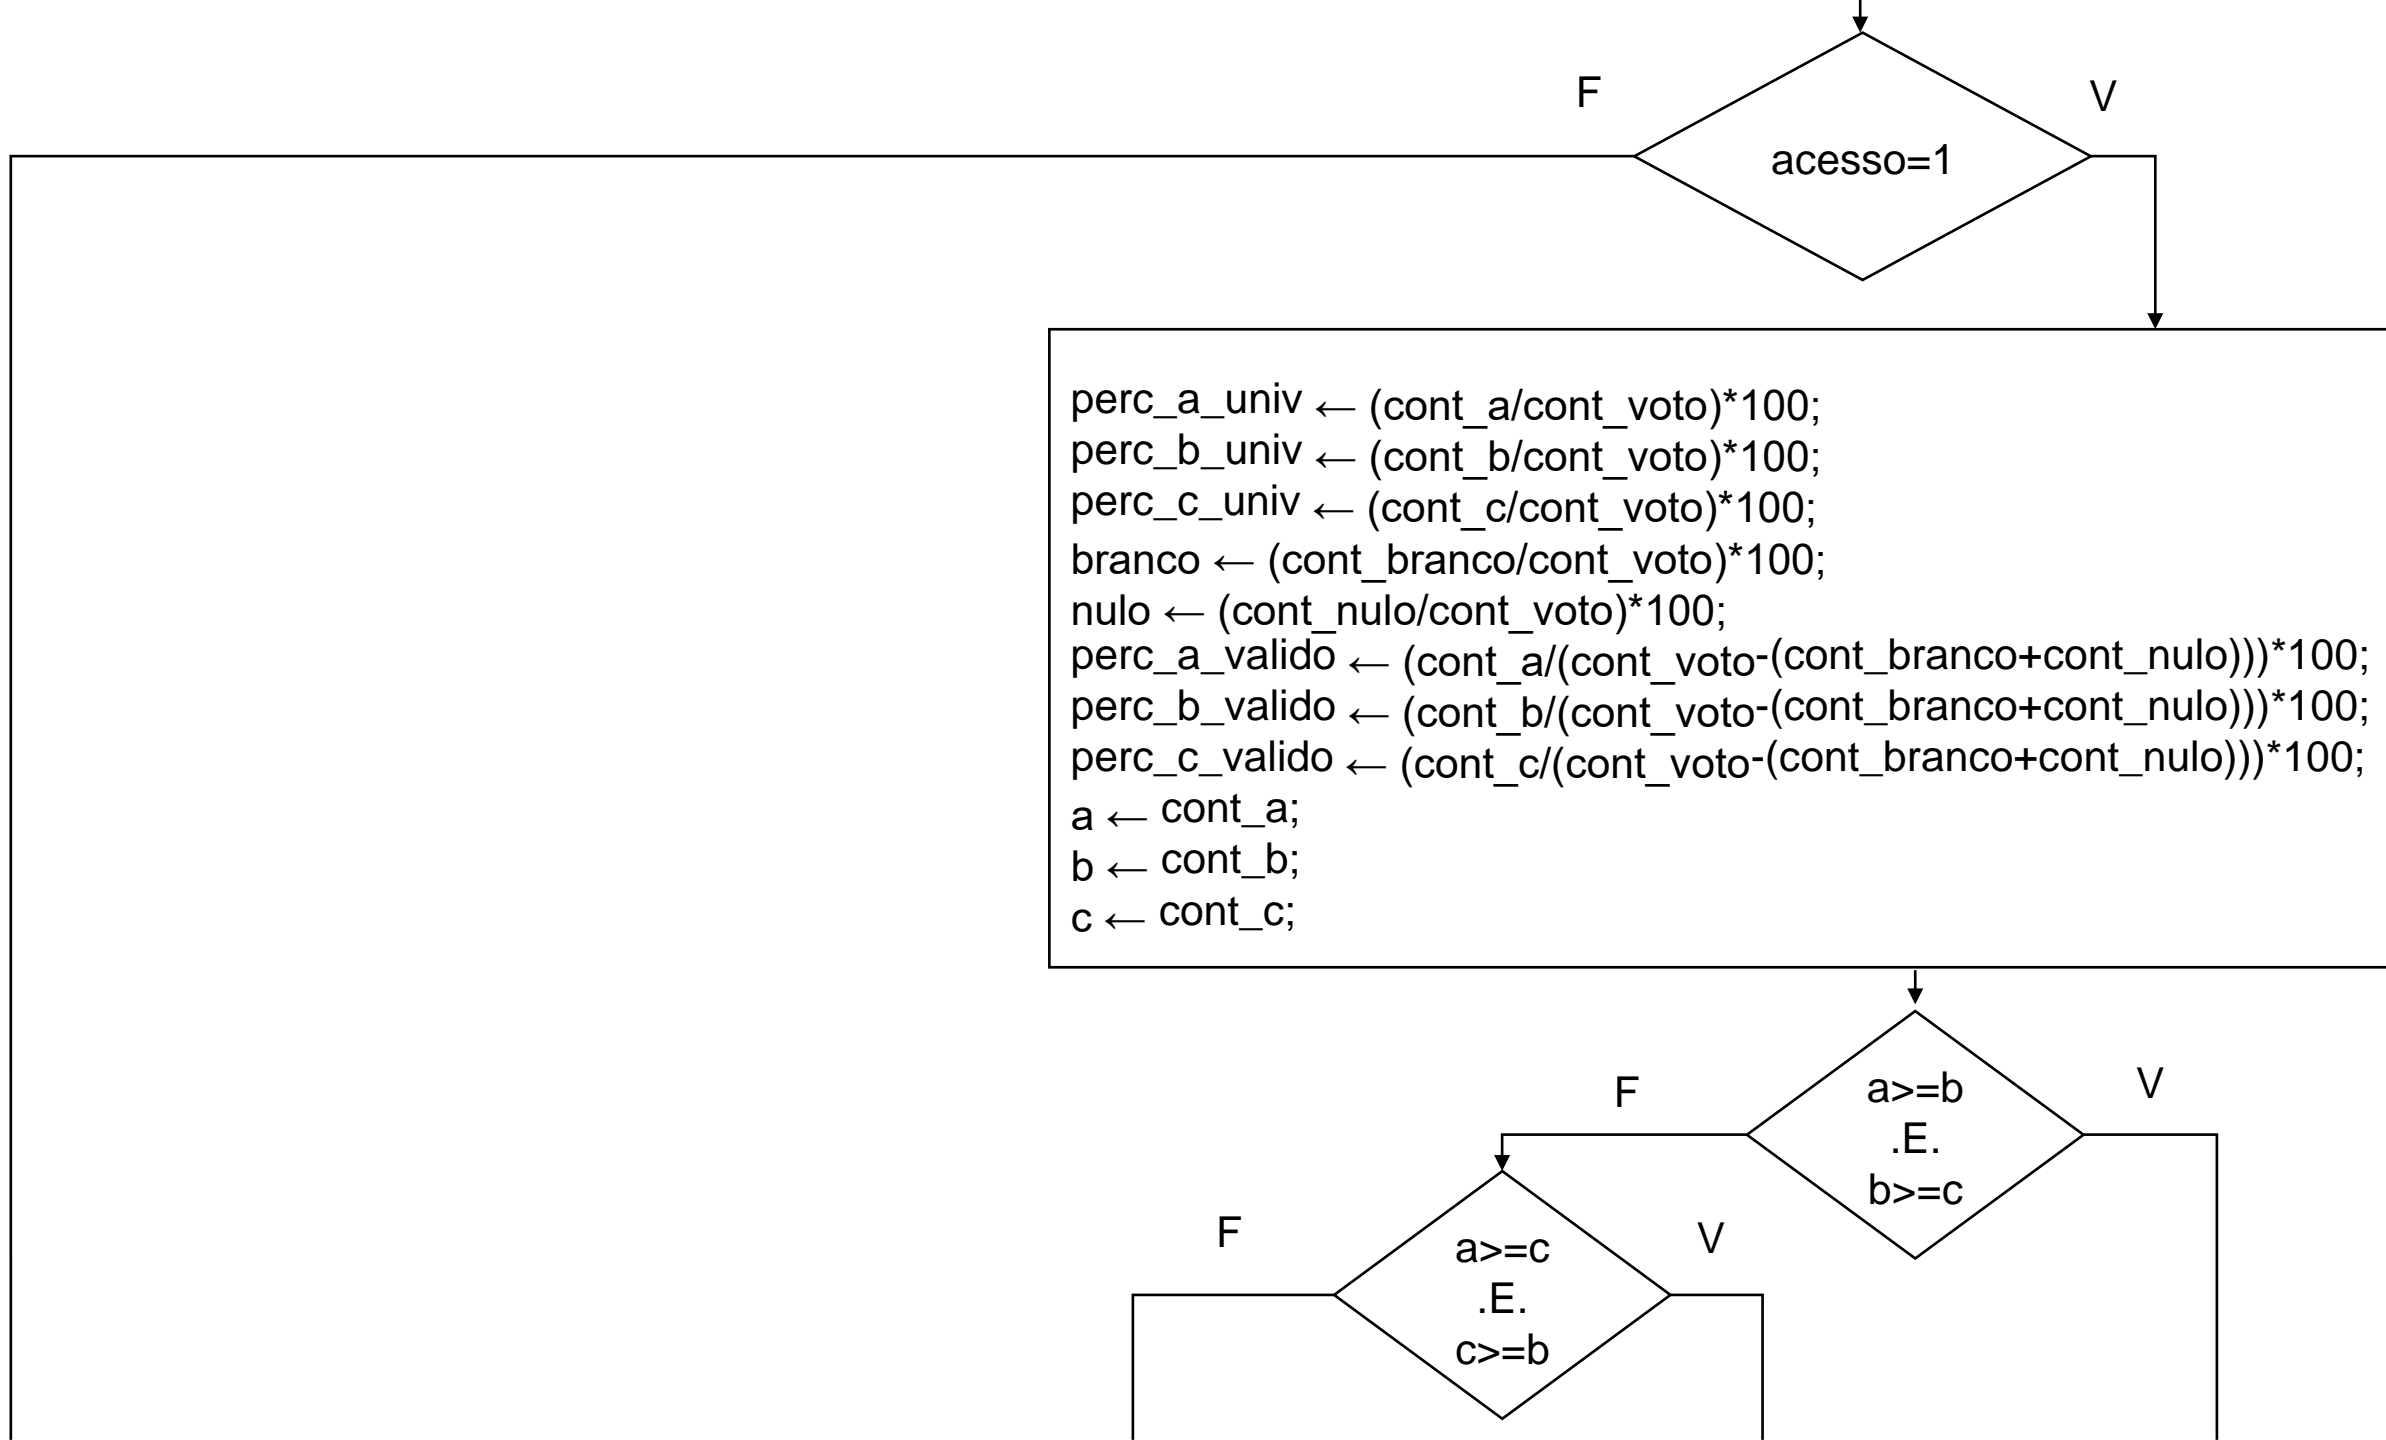 F
V
acesso=1
perc_a_univ ← (cont_a/cont_voto)*100;
perc_b_univ ← (cont_b/cont_voto)*100;
perc_c_univ ← (cont_c/cont_voto)*100;
branco ← (cont_branco/cont_voto)*100;
nulo ← (cont_nulo/cont_voto)*100;
perc_a_valido ← (cont_a/(cont_voto-(cont_branco+cont_nulo)))*100;
perc_b_valido ← (cont_b/(cont_voto-(cont_branco+cont_nulo)))*100;
perc_c_valido ← (cont_c/(cont_voto-(cont_branco+cont_nulo)))*100;
a ← cont_a;
b ← cont_b;
c ← cont_c;
F
V
a>=b
.E.
b>=c
F
V
a>=c
.E.
c>=b